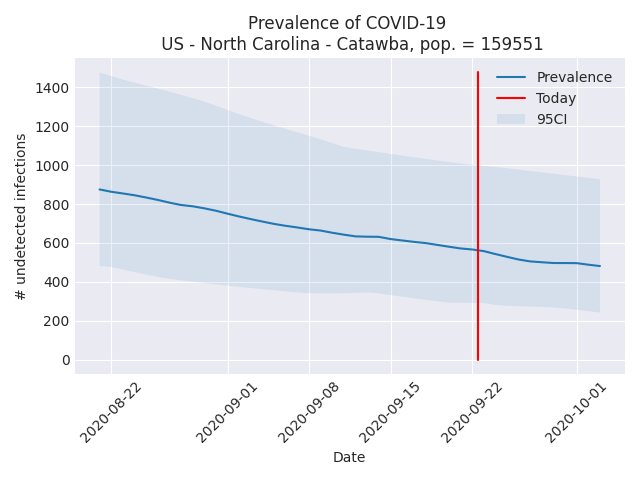 Prevalence of COVID-19
US - North Carolina - Catawba, pop. = 159551
Prevalence
Today
95CI
# undetected infections
1400
1200
1000
800
600
400
200
0
2020-08-22
2020-09-01
2020-09-08
2020-09-15
2020-09-22
2020-10-01
Date